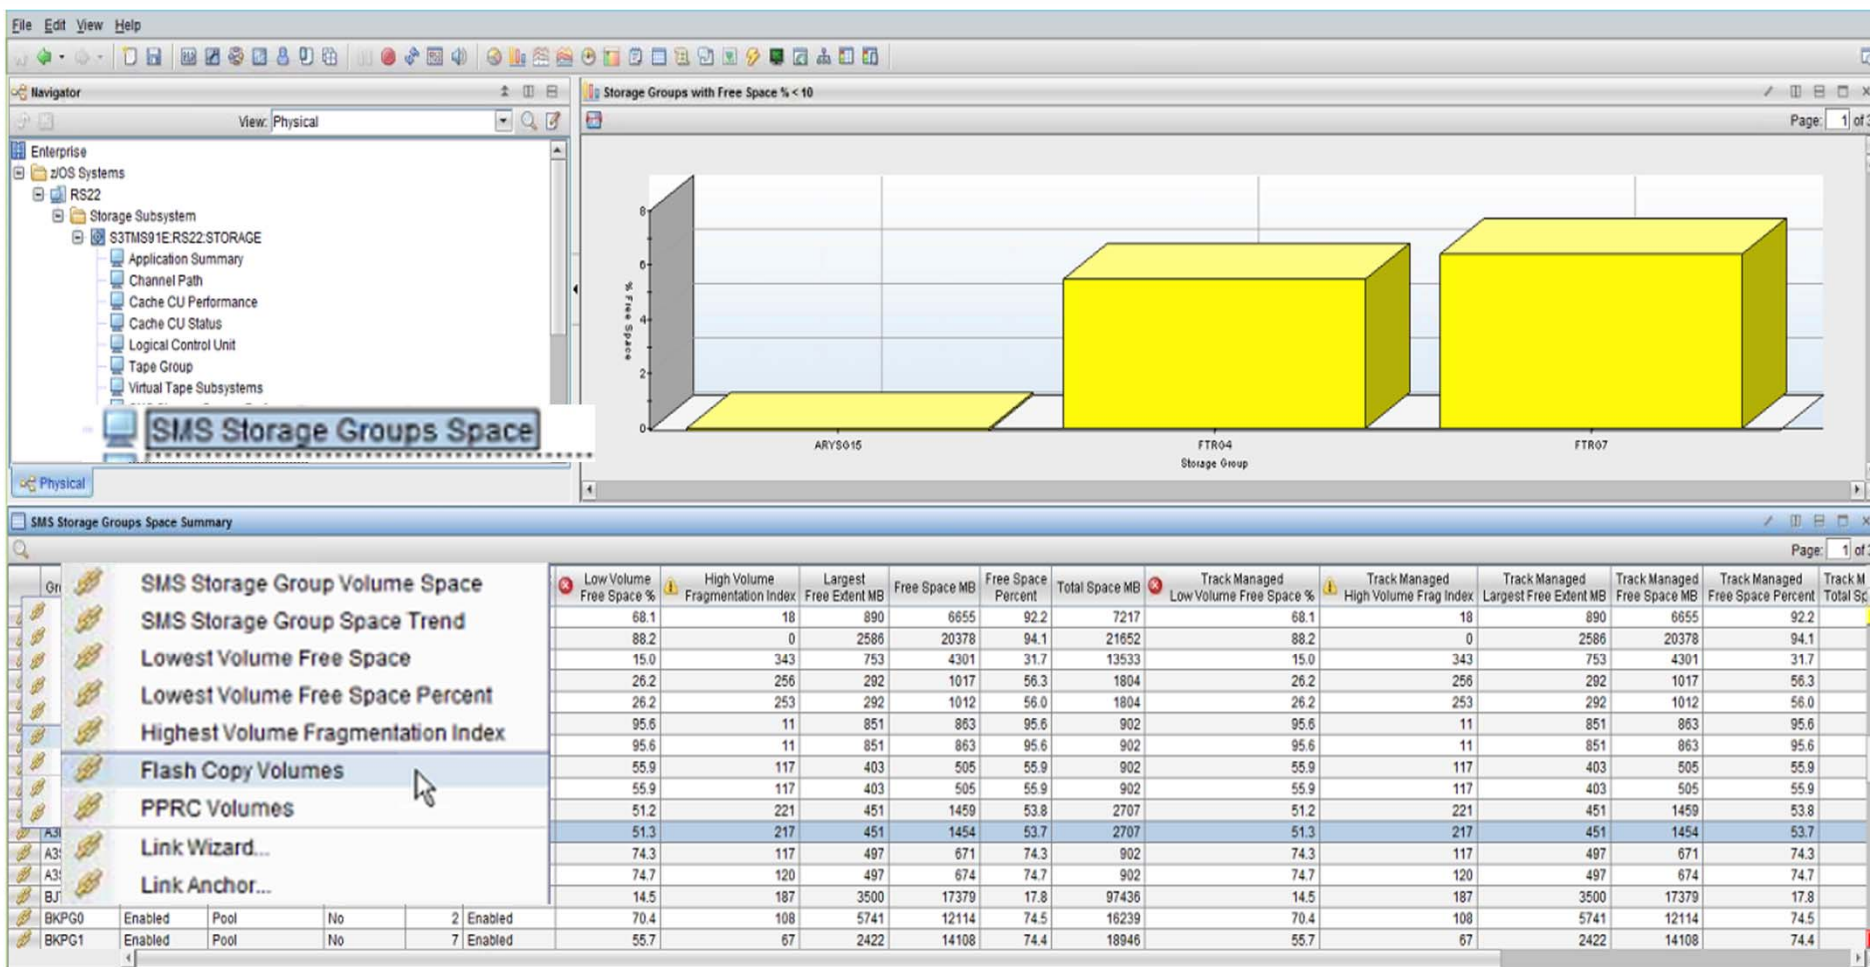 File Edit View Help
Navigator
View: Physical
Enterprise
z/OS Systems
RS22
Storage Subsystem
S3TMS91E:RS22:STORAGE
Application Summary
Channel Path
Cache CU Performance
Cache CU Status
Logical Control Unit
Tape Group
Virtual Tape Subsystems
SMS Storage Groups Space
Physical
Storage Groups with Free Space % < 10
Page: 1 of 3
8
6
4
2
0
% Free Space
ARYSG15 FTRG4 FTRG7
Storage Group
SMS Storage Groups Space Summary
Page: 1 of 3
Low Volume Free Space % High Volume Fragmentation Index Largest Free Extent MB Free Space MB Free Space Percent Total Space MB Track Managed Low Volume Free Space % Track Managed High Volume Frag Index Track Managed Largest Free Extent MB Track Managed Free Space MB Track Managed Free Space Percent Track M Total Sp
SMS Storage Group Volume Space
SMS Storage Group Space Trend
Lowest Volume Free Space
Lowest Volume Free Space Percent
Highest Volume Fragmentation Index
Flash Copy Volumes
PPRC Volumes
Link Wizard...
Link Anchor...
68.1 18 890 6655 92.2 7217 68.1 18 890 6655 92.2
88.2 0 2586 20378 94.1 21652 88.2 0 2586 20378 94.1
15.0 343 753 4301 31.7 13533 15.0 343 753 4301 31.7
26.2 256 292 1017 56.3 1804 26.2 256 292 1017 56.3
26.2 253 292 1012 56.0 1804 26.2 253 292 1012 56.0
95.6 11 851 863 95.6 902 95.6 11 851 863 95.6
95.6 11 851 863 95.6 902 95.6 11 851 863 95.6
55.9 117 403 505 55.9 902 55.9 117 403 505 55.9
55.9 117 403 505 55.9 902 55.9 117 403 505 55.9
51.2 221 451 1459 53.8 2707 51.2 221 451 1459 53.8
51.3 217 451 1454 53.7 2707 51.3 217 451 1454 53.7
74.3 117 497 671 74.3 902 74.3 117 497 671 74.3
74.7 120 497 674 74.7 902 74.7 120 497 674 74.7
14.5 187 3500 17379 17.8 97436 14.5 187 3500 17379 17.8
BKPG0 Enabled Pool No 2 Enabled 70.4 108 5741 12114 74.5 16239 70.4 108 5741 12114 74.5
BKPG1 Enabled Pool No 7 Enabled 55.7 67 2422 14108 74.4 18946 55.7 67 2422 14108 74.4